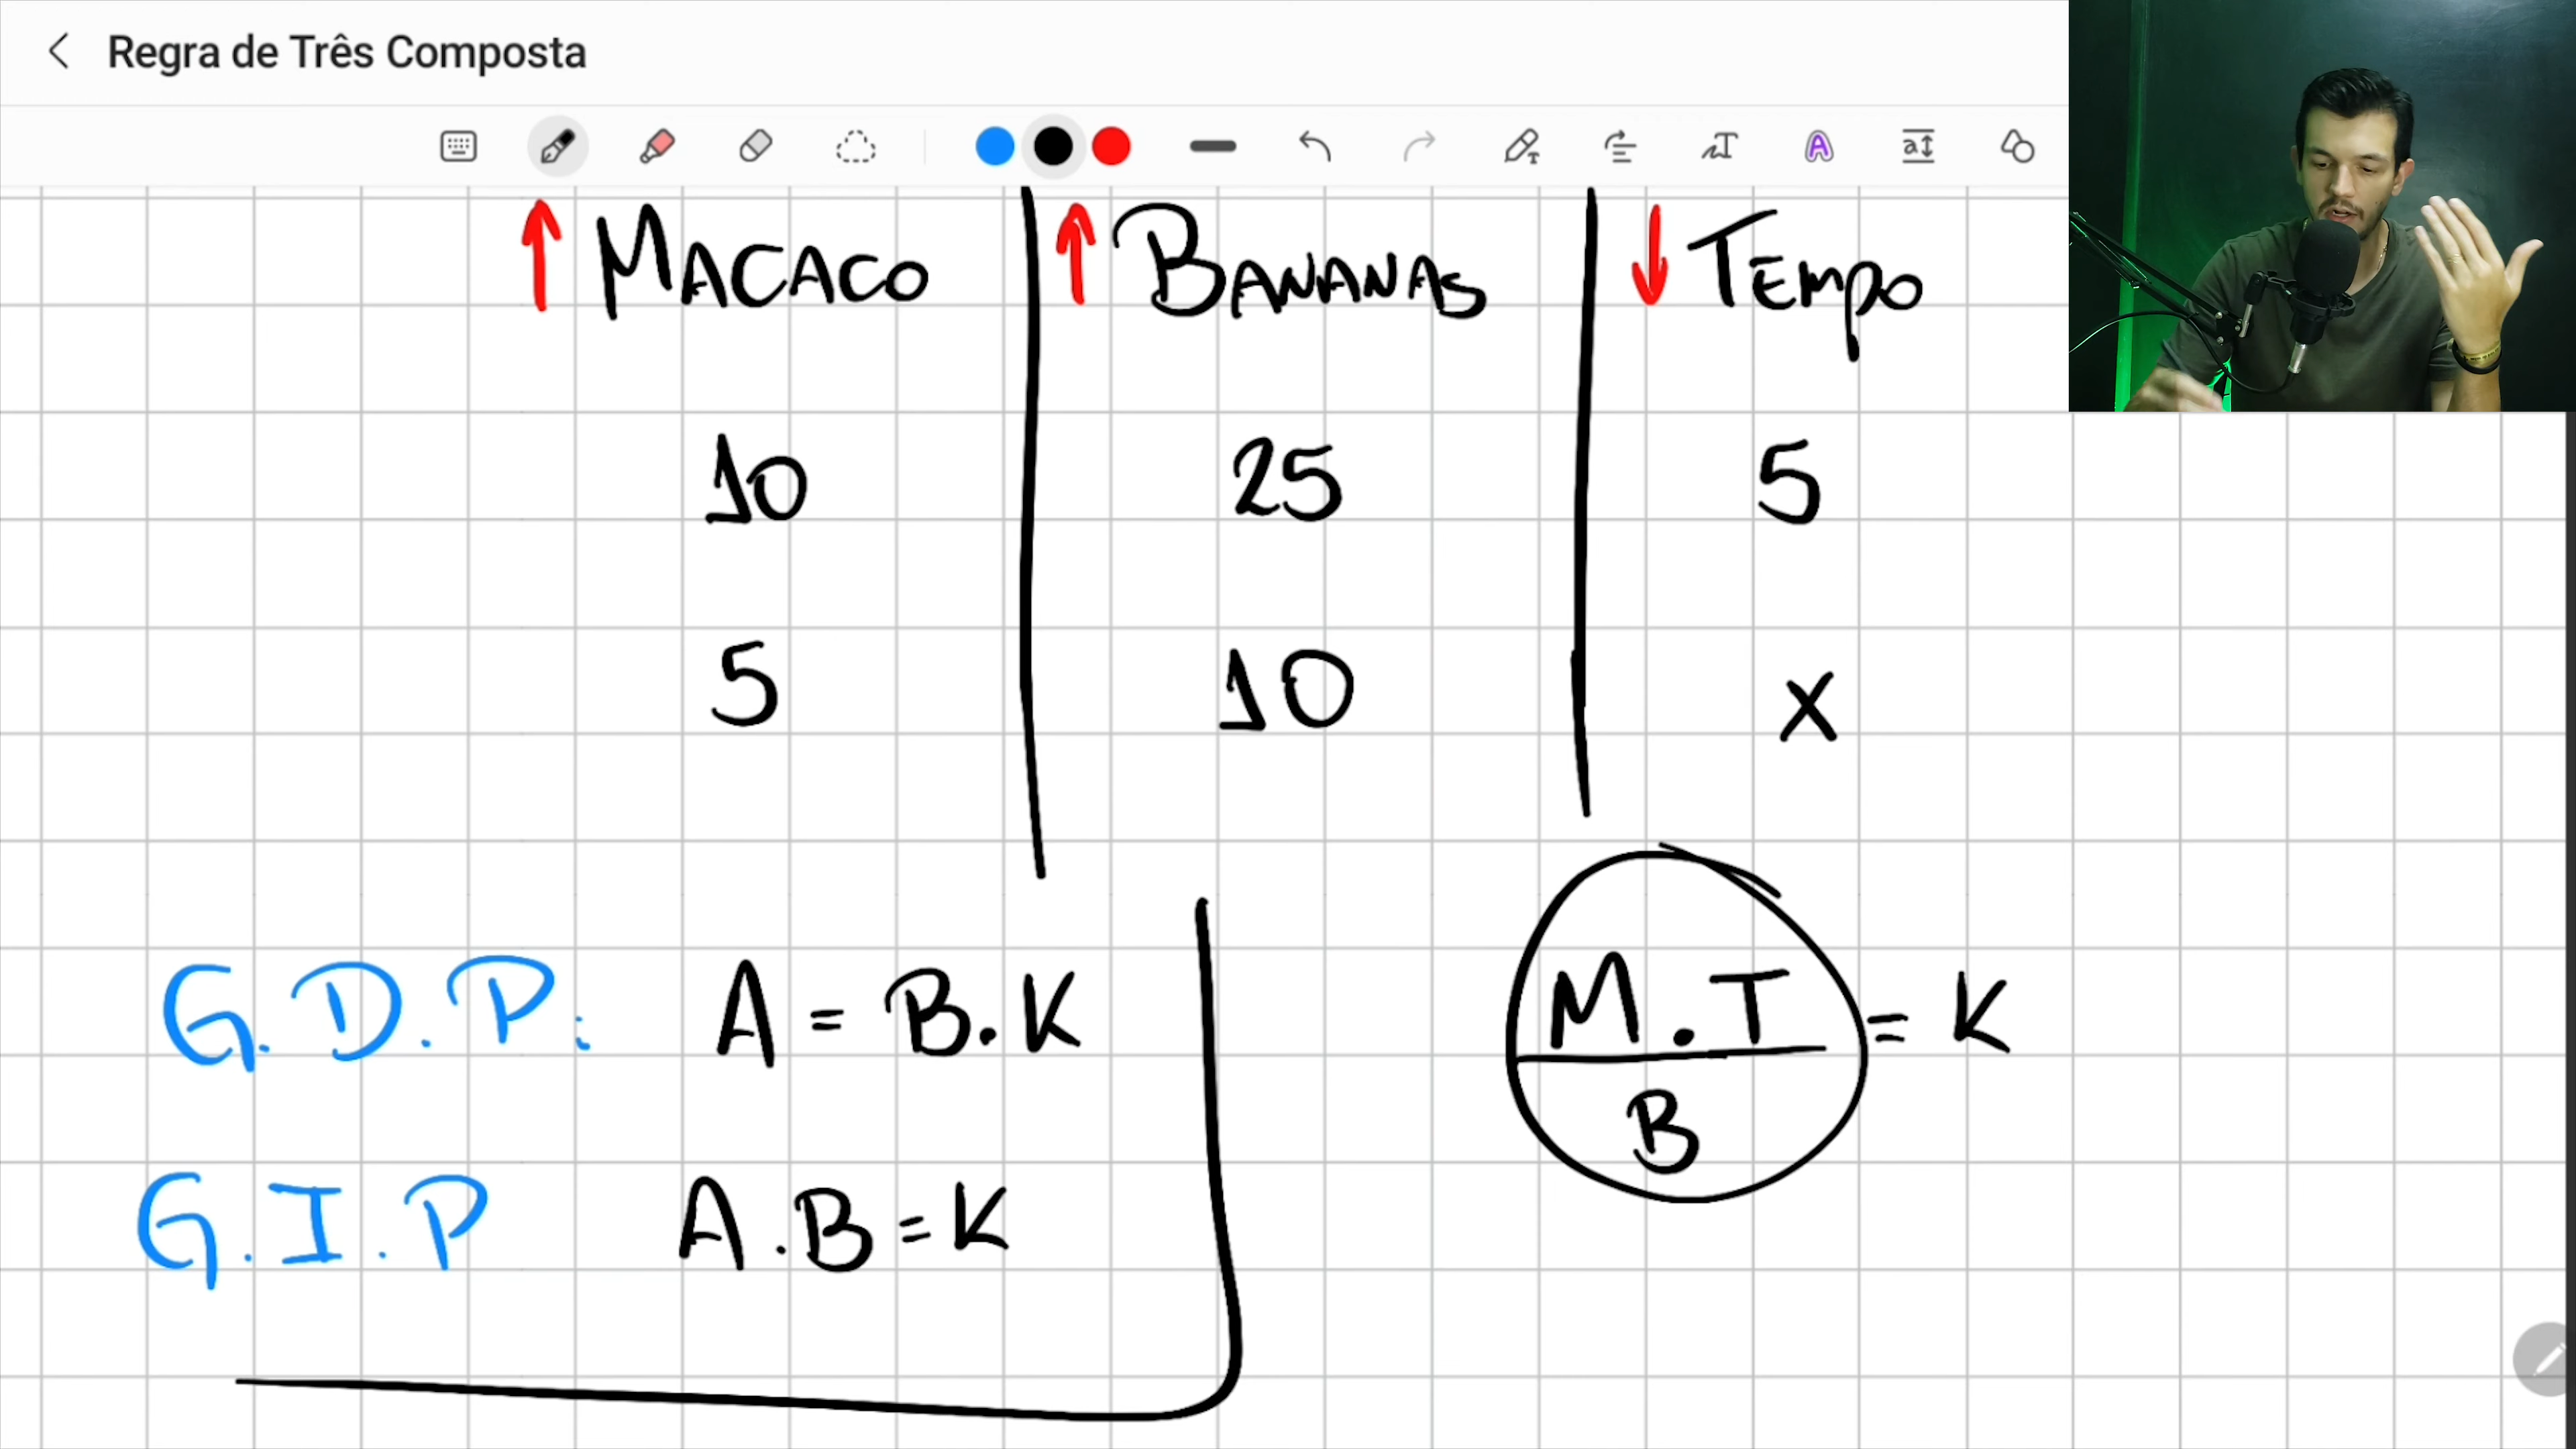 Regra de Três Composta
MACACO BANANAS TEMPO
10 25 5
5 10 x
G.D.P: A = B.K
M.T = K
B
G.I.P A.B=K